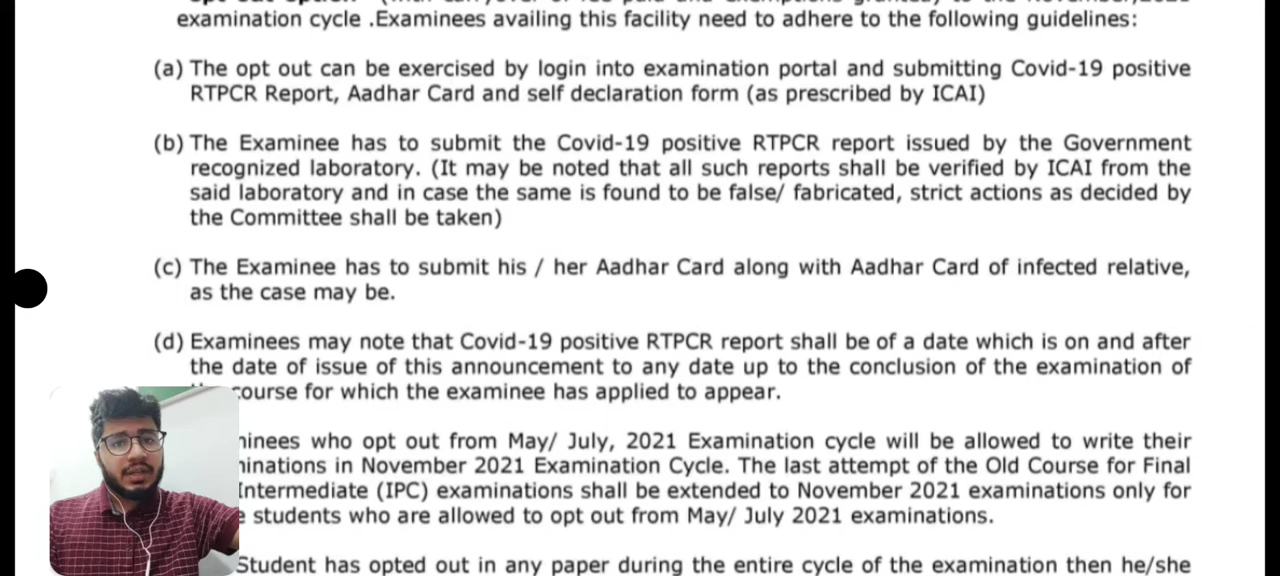 examination cycle .Examinees availing this facility need to adhere to the following guidelines:
(a) The opt out can be exercised by login into examination portal and submitting Covid-19 positive
RTPCR Report, Aadhar Card and self declaration form (as prescribed by ICAI)
(b) The Examinee has to submit the Covid-19 positive RTPCR report issued by the Government
recognized laboratory. (It may be noted that all such reports shall be verified by ICAI from the
said laboratory and in case the same is found to be false/ fabricated, strict actions as decided by
the Committee shall be taken)
(c) The Examinee has to submit his / her Aadhar Card along with Aadhar Card of infected relative,
as the case may be.
(d) Examinees may note that Covid-19 positive RTPCR report shall be of a date which is on and after
the date of issue of this announcement to any date up to the conclusion of the examination of
course for which the examinee has applied to appear.
who opt out from May/ July, 2021 Examination cycle will be allowed to write their
in November 2021 Examination Cycle. The last attempt of the Old Course for Final
Intermediate (IPC) examinations shall be extended to November 2021 examinations only for
students who are allowed to opt out from May/ July 2021 examinations.
Student has opted out in any paper during the entire cycle of the examination then he/she